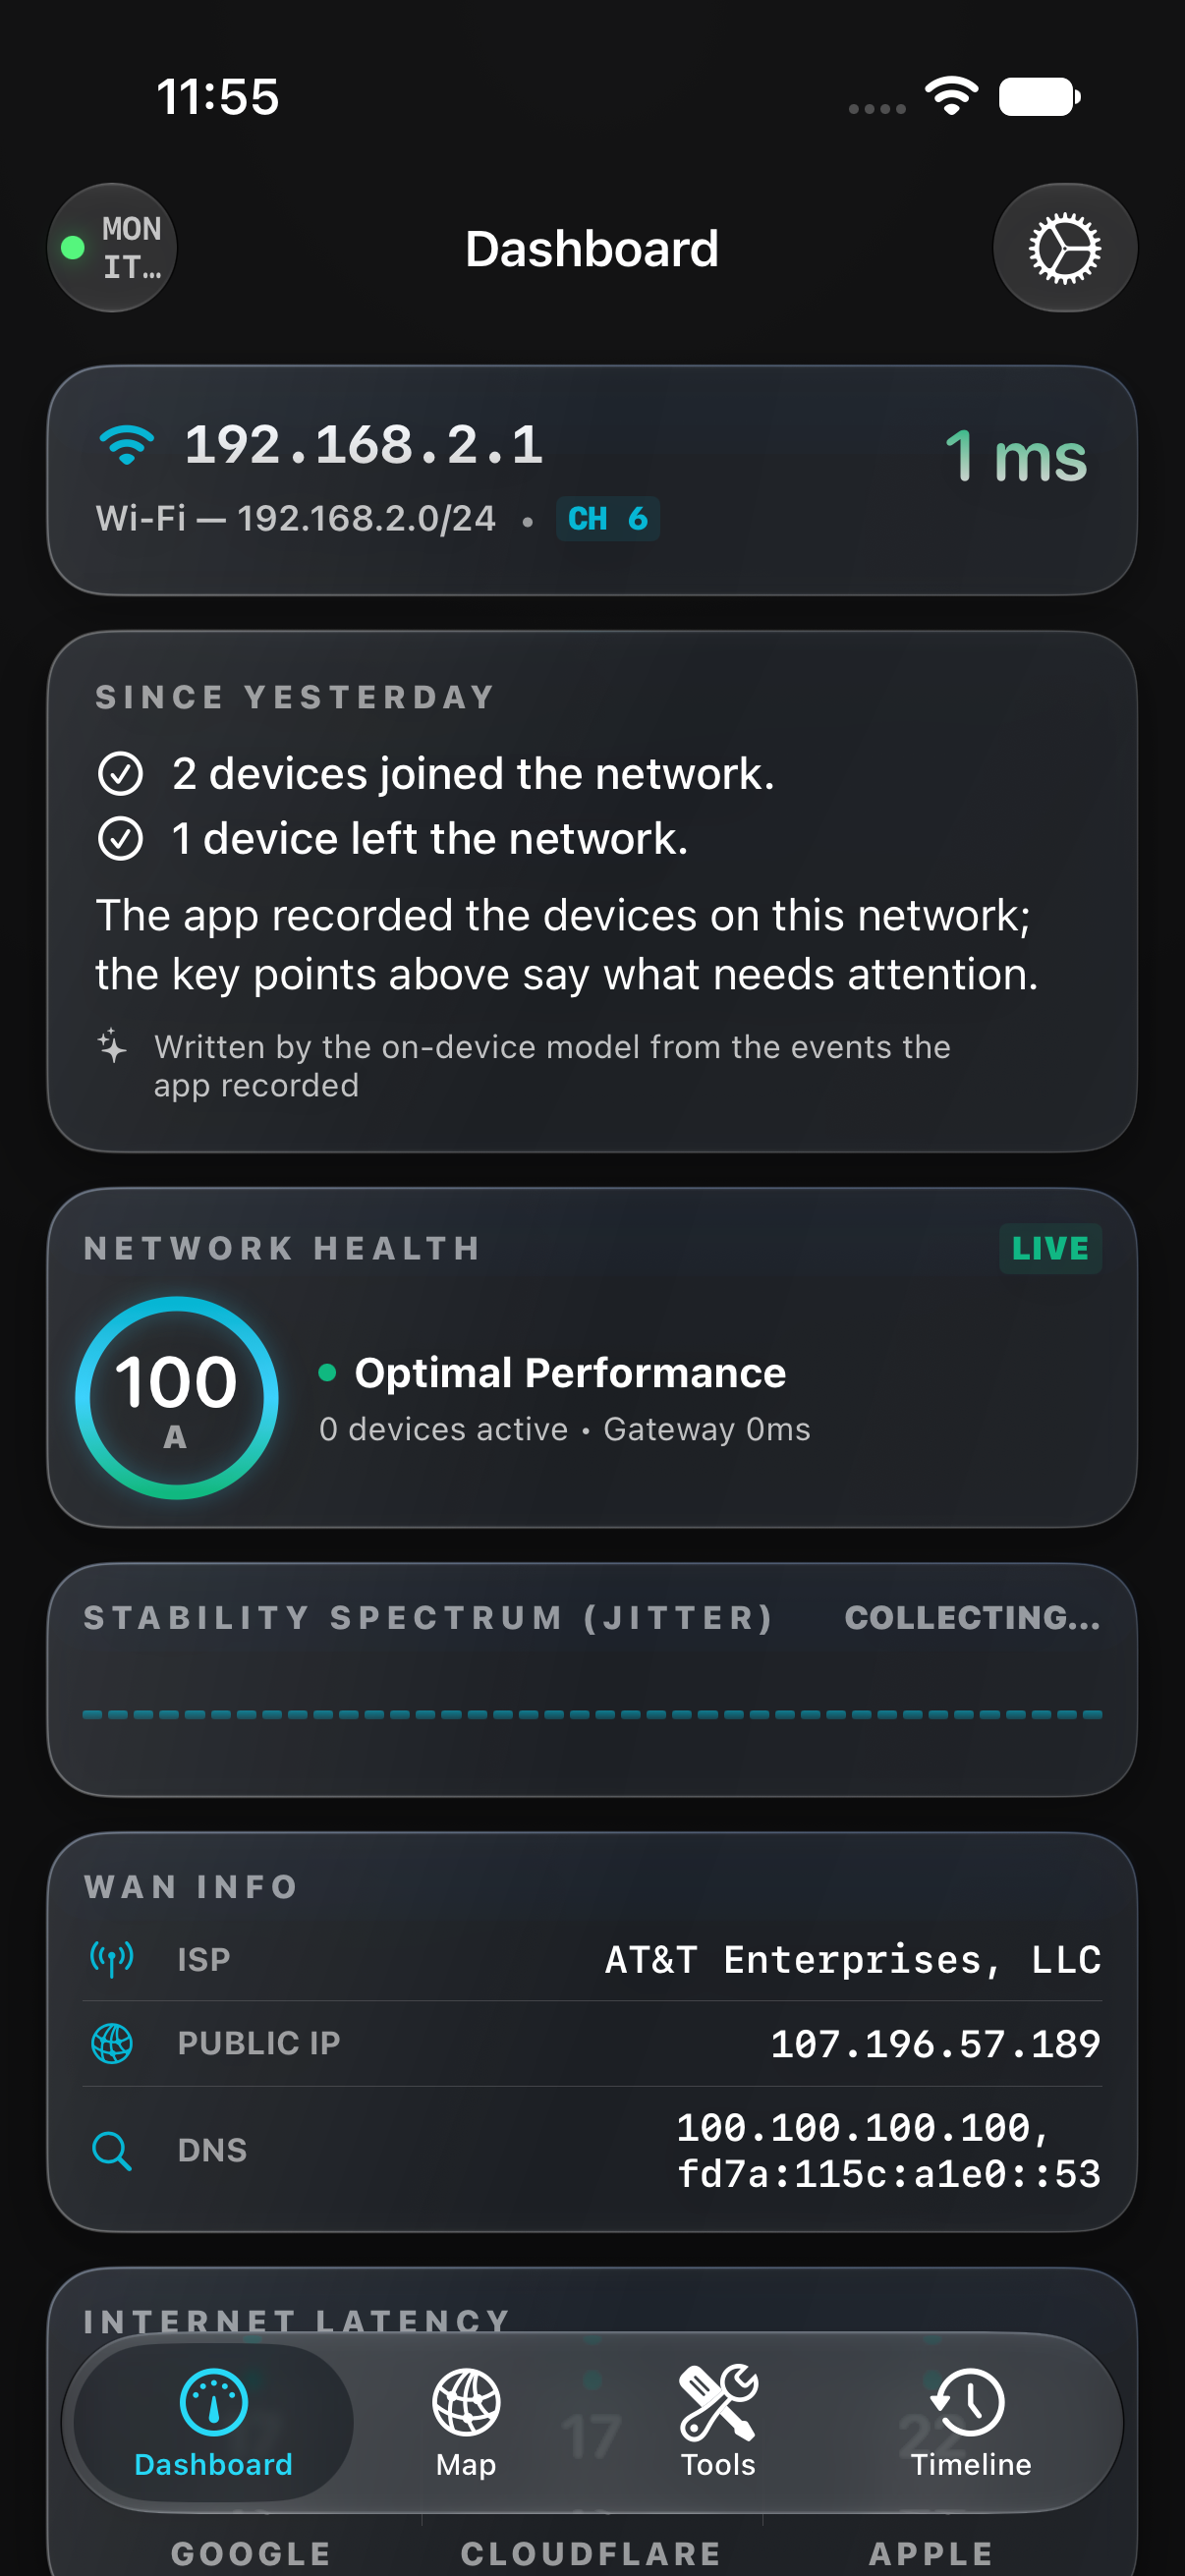 11:55
MON
IT…
Dashboard
192.168.2.1
1 ms
Wi-Fi — 192.168.2.0/24 • CH 6
SINCE YESTERDAY
2 devices joined the network.
1 device left the network.
The app recorded the devices on this network;
the key points above say what needs attention.
Written by the on-device model from the events the
app recorded
NETWORK HEALTH
LIVE
100
A
Optimal Performance
0 devices active • Gateway 0ms
STABILITY SPECTRUM (JITTER)
COLLECTING...
WAN INFO
ISP
AT&T Enterprises, LLC
PUBLIC IP
107.196.57.189
DNS
100.100.100.100,
fd7a:115c:a1e0::53
INTERNET LATENCY
17
22
Dashboard
Map
Tools
Timeline
GOOGLE
CLOUDFLARE
APPLE